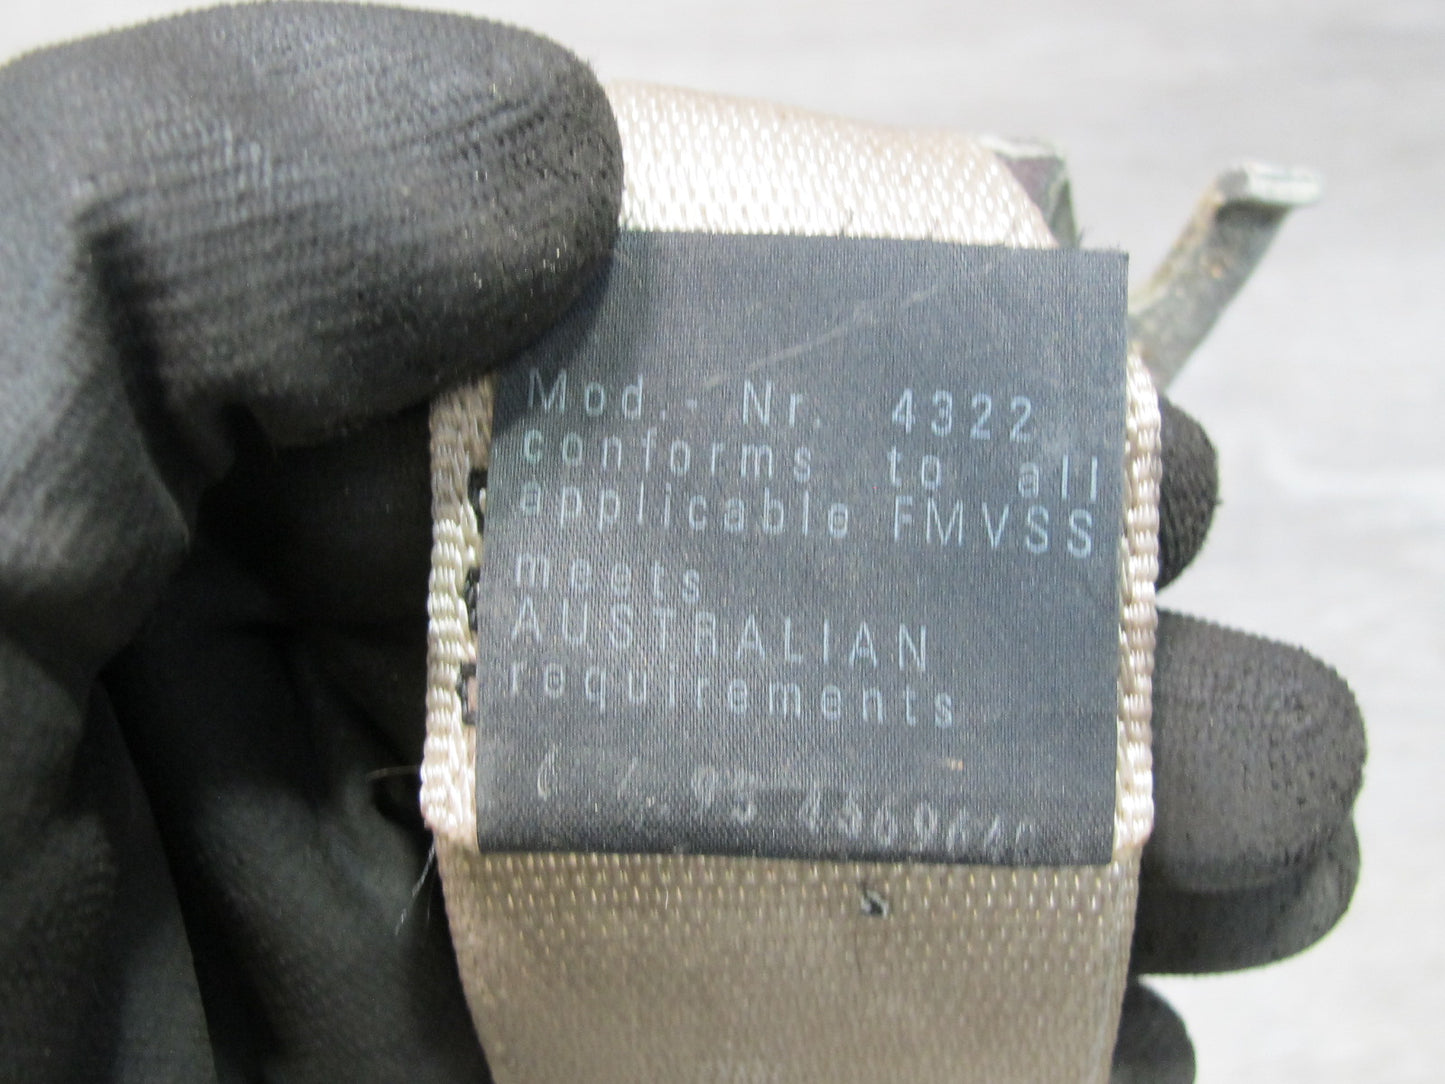 Mod.- Nr. 4322
conforms to all
applicable FMVSS
meets
AUSTRALIAN
requirements